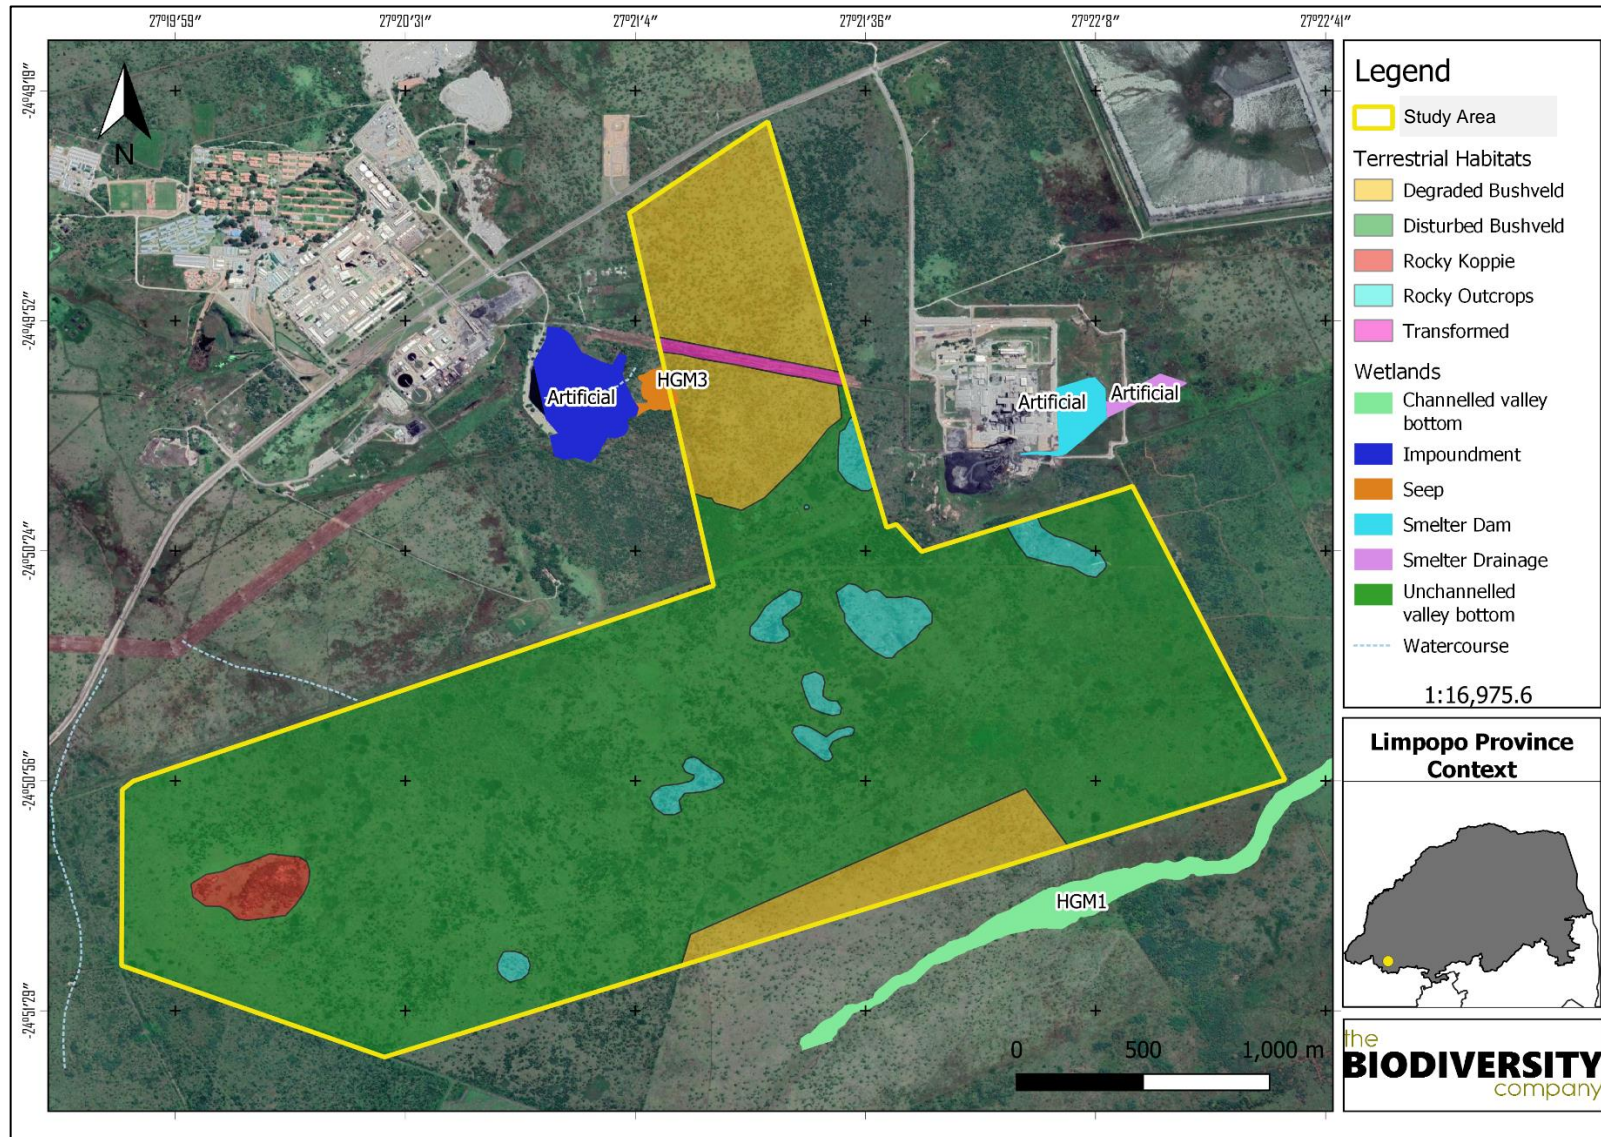 27°19'59"
27°20'31"
27°21'4"
27°21'36"
27°22'8"
27°22'41"
-24°49'19"
-24°49'52"
-24°50'24"
-24°50'56"
-24°51'29"
N
Artificial
HGM3
Artificial
Artificial
HGM1
0 500 1,000 m
Legend
Study Area
Terrestrial Habitats
Degraded Bushveld
Disturbed Bushveld
Rocky Koppie
Rocky Outcrops
Transformed
Wetlands
Channelled valley
bottom
Impoundment
Seep
Smelter Dam
Smelter Drainage
Unchannelled
valley bottom
Watercourse
1:16,975.6
Limpopo Province
Context
the
BIODIVERSITY
company